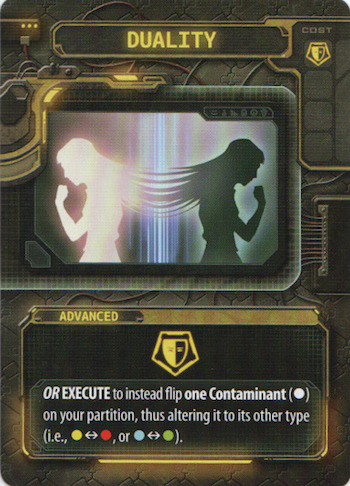 DUALITY
COST
ADVANCED
OR EXECUTE to instead flip one Contaminant (●)
on your partition, thus altering it to its other type
(i.e., ●↔●, or ●↔●).